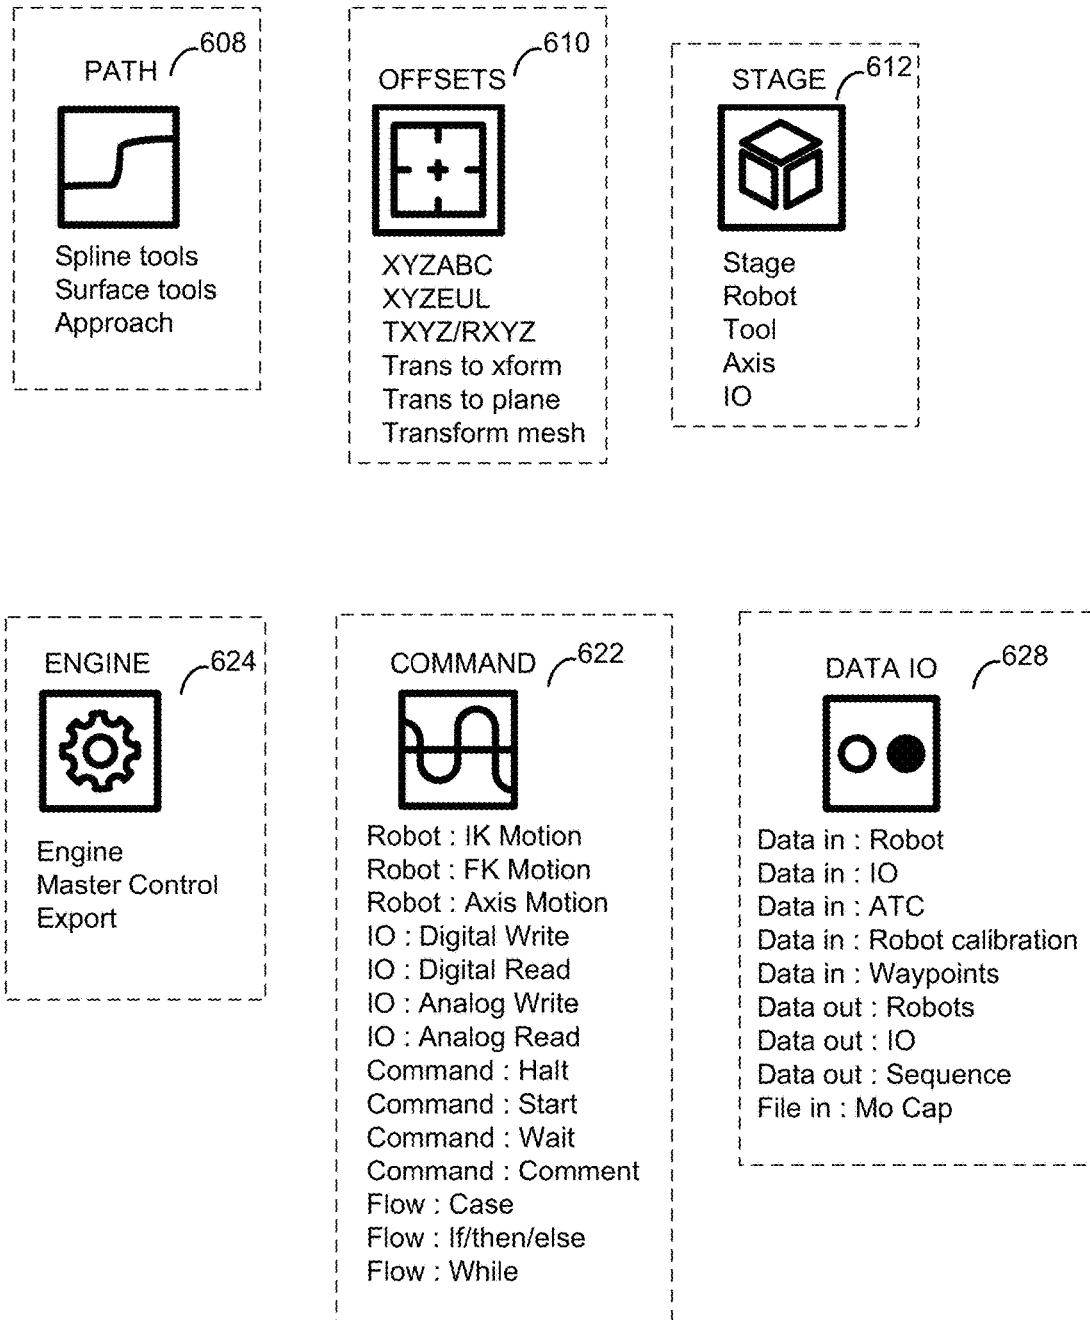 PATH
608
Spline tools
Surface tools
Approach
OFFSETS
610
XYZABC
XYZEUL
TXYZ/RXYZ
Trans to xform
Trans to plane
Transform mesh
STAGE
612
Stage
Robot
Tool
Axis
IO
ENGINE
624
Engine
Master Control
Export
COMMAND
622
Robot : IK Motion
Robot : FK Motion
Robot : Axis Motion
IO : Digital Write
IO : Digital Read
IO : Analog Write
IO : Analog Read
Command : Halt
Command : Start
Command : Wait
Command : Comment
Flow : Case
Flow : If/then/else
Flow : While
DATA IO
628
Data in : Robot
Data in : IO
Data in : ATC
Data in : Robot calibration
Data in : Waypoints
Data out : Robots
Data out : IO
Data out : Sequence
File in : Mo Cap